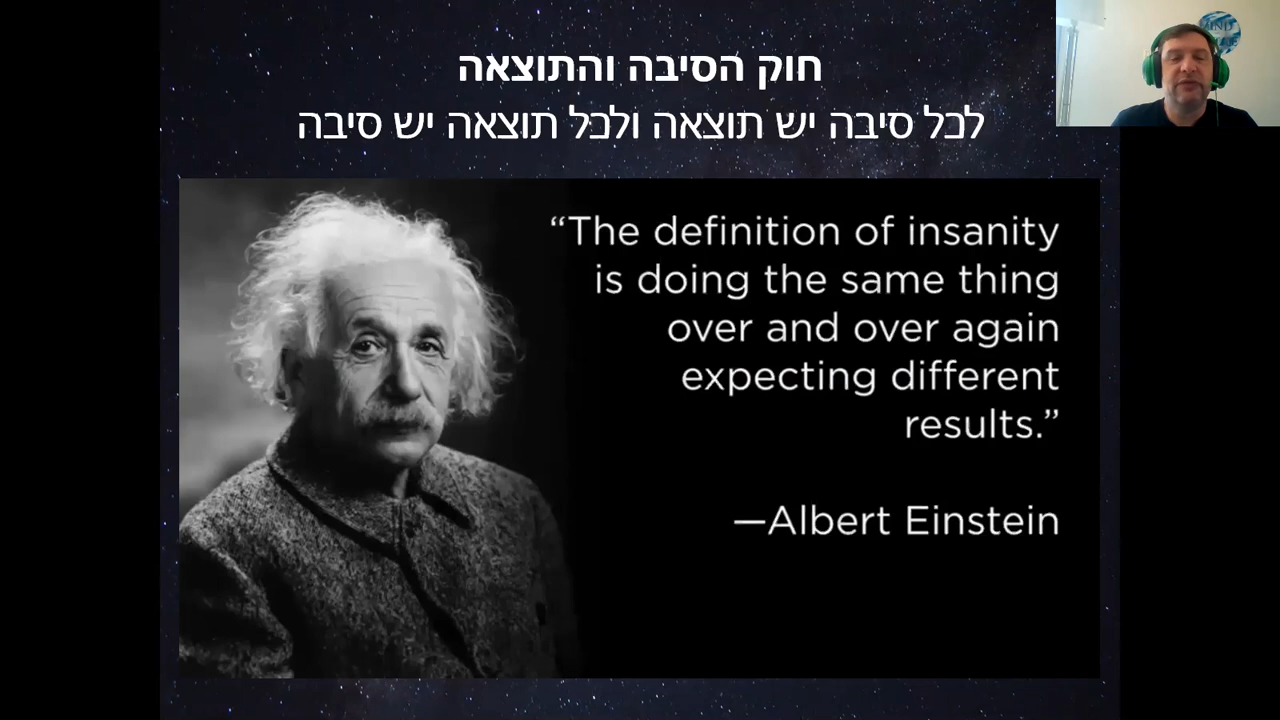 חוק הסיבה והתוצאה
לכל סיבה יש תוצאה ולכל תוצאה יש סיבה
“The definition of insanity
is doing the same thing
over and over again
expecting different
results.”
—Albert Einstein